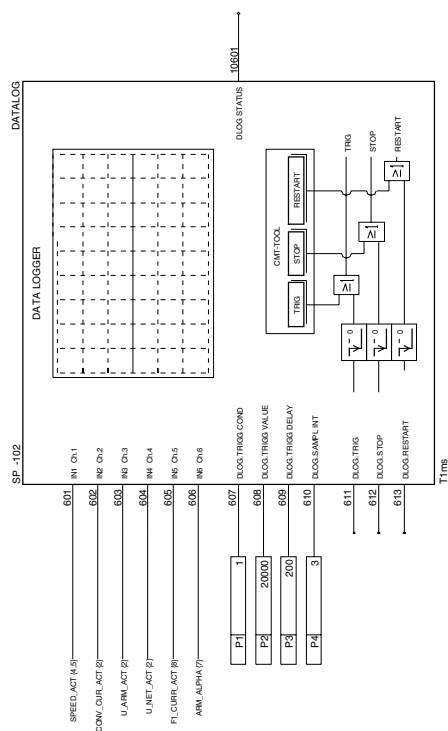 SP -102
DATALOG
DATA LOGGER
SPEED_ACT {4,5}
601
IN1 Ch.1
CONV_CUR_ACT {2}
602
IN2 Ch.2
U_ARM_ACT {2}
603
IN3 Ch.3
U_NET_ACT {2}
604
IN4 Ch.4
F1_CURR_ACT {8}
605
IN5 Ch.5
ARM_ALPHA {7}
606
IN6 Ch.6
DLOG STATUS
10601
P1
1
607
DLOG.TRIGG COND
P2
20000
608
DLOG.TRIGG VALUE
P3
200
609
DLOG.TRIGG DELAY
P4
3
610
DLOG.SAMPL INT
CMT-TOOL
TRIG
STOP
RESTART
611
DLOG.TRIG
0
≥1
TRIG
612
DLOG.STOP
0
≥1
STOP
613
DLOG.RESTART
0
≥1
RESTART
T1ms